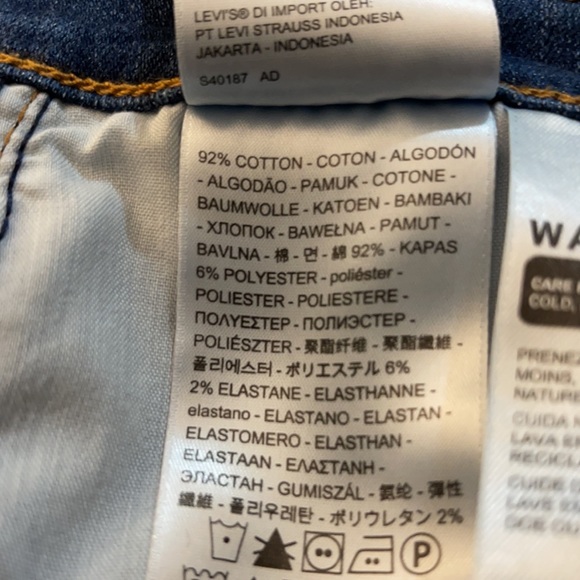 LEVI'S® DI IMPORT OLEH:
PT LEVI STRAUSS INDONESIA
JAKARTA - INDONESIA
S40187 AD
92% COTTON - COTON - ALGODÓN
- ALGODÃO - PAMUK - COTONE -
BAUMWOLLE - KATOEN - BAMBAKI
- ХЛОПОК - BAWEŁNA - PAMUT -
BAVLNA - 棉 - 면 - 綿 92% - KAPAS
6% POLYESTER - poliéster -
POLIESTER - POLIESTERE -
ΠΟΛΥΕΣΤΕΡ - ПОЛИЭСТЕР -
POLIÉSZTER - 聚酯纤维 - 聚酯纖維 -
폴리에스터 - ポリエステル 6%
2% ELASTANE - ELASTHANNE -
elastano - ELASTANO - ELASTAN -
ELASTOMERO - ELASTHAN -
ELASTAAN - ΕΛΑΣΤΑΝΗ -
ЭЛАСТАН - GUMISZÁL - 氨纶 - 彈性
纖維 - 폴리우레탄 - ポリウレタン 2%
P
WA
CARE
COLD,
PRENEZ
MOINS,
NATURE
CUIDA
LAVA
RECICL
CUIDE
LAVE